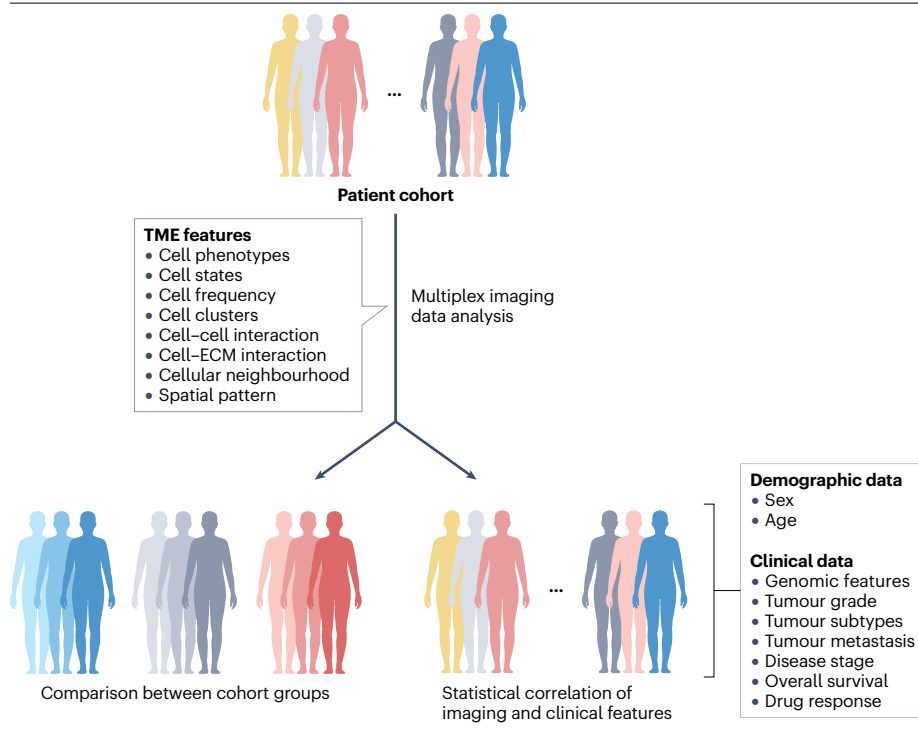 ...
...
Patient cohort
TME features
• Cell phenotypes
• Cell states
• Cell frequency
• Cell clusters
• Cell–cell interaction
• Cell–ECM interaction
• Cellular neighbourhood
• Spatial pattern
Multiplex imaging
data analysis
Comparison between cohort groups
Statistical correlation of
imaging and clinical features
Demographic data
• Sex
• Age
Clinical data
• Genomic features
• Tumour grade
• Tumour subtypes
• Tumour metastasis
• Disease stage
• Overall survival
• Drug response